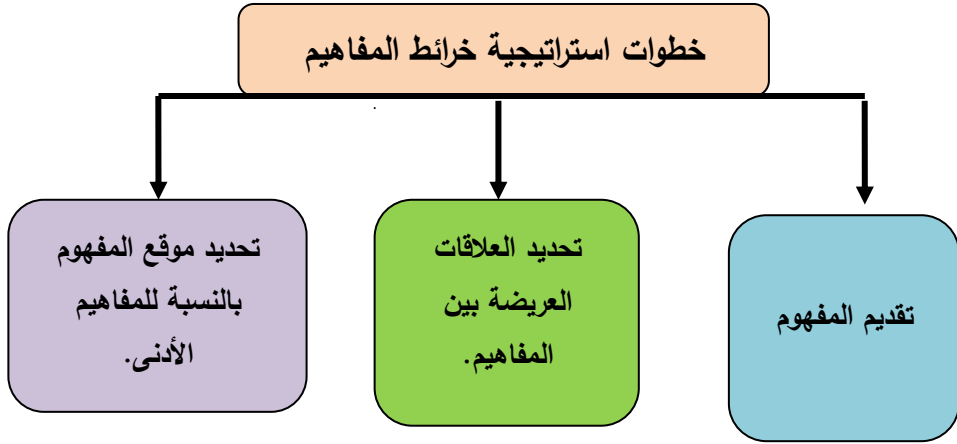 خطوات استراتيجية خرائط المفاهيم
تقديم المفهوم
تحديد العلاقات
العريضة بين
المفاهيم.
تحديد موقع المفهوم
بالنسبة للمفاهيم
الأدنى.